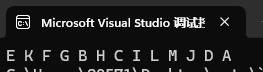 Microsoft Visual Studio 调试
E K F G B H C I L M J D A